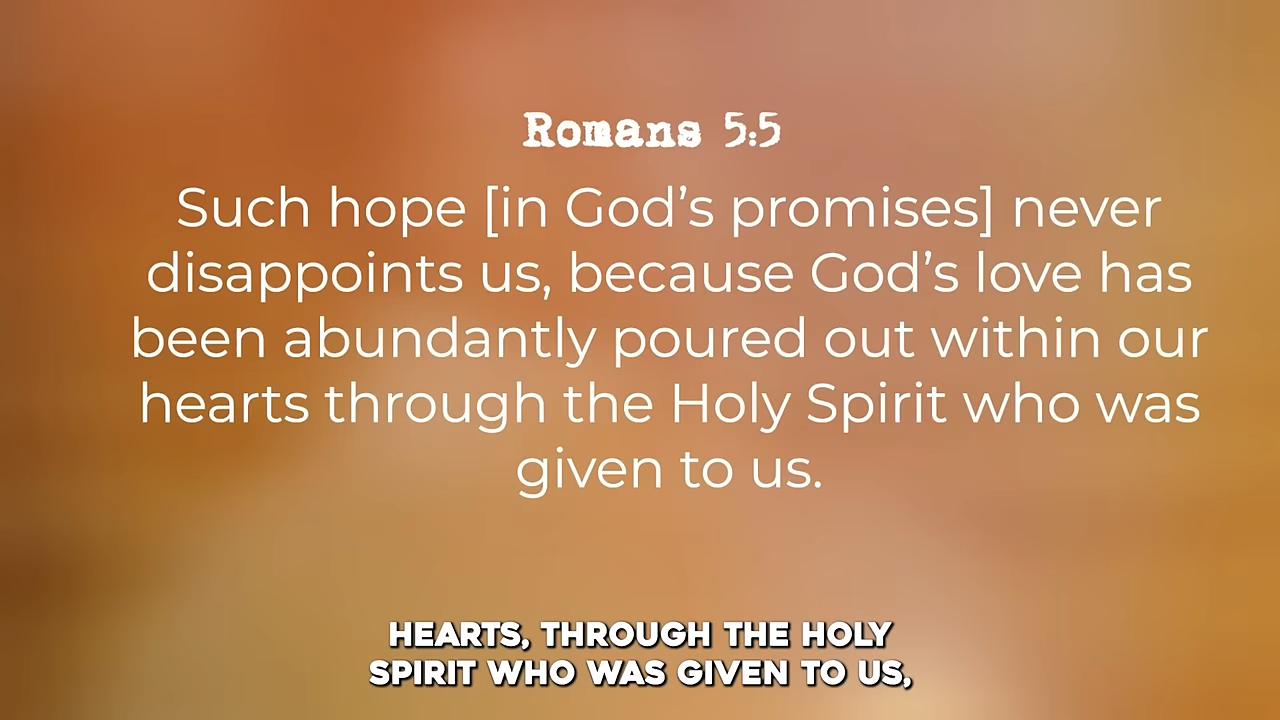 Romans 5:5
Such hope [in God’s promises] never
disappoints us, because God’s love has
been abundantly poured out within our
hearts through the Holy Spirit who was
given to us.
HEARTS, THROUGH THE HOLY
SPIRIT WHO WAS GIVEN TO US,